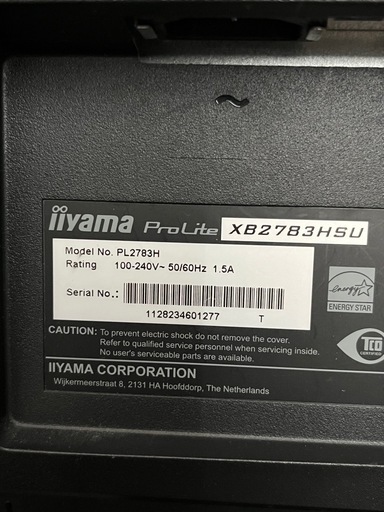 ~
iiyama ProLite XB2783HSU
Model No. PL2783H
Rating 100-240V~ 50/60Hz 1.5A
Serial No.:
1128234601277 T
energy
ENERGY STAR
CAUTION: To prevent electric shock do not remove the cover.
Refer to qualified service personnel when servicing inside.
No user's serviceable parts are available.
TCO
CERTIFIED
IIYAMA CORPORATION
Wijkermeerstraat 8, 2131 HA Hoofddorp, The Netherlands